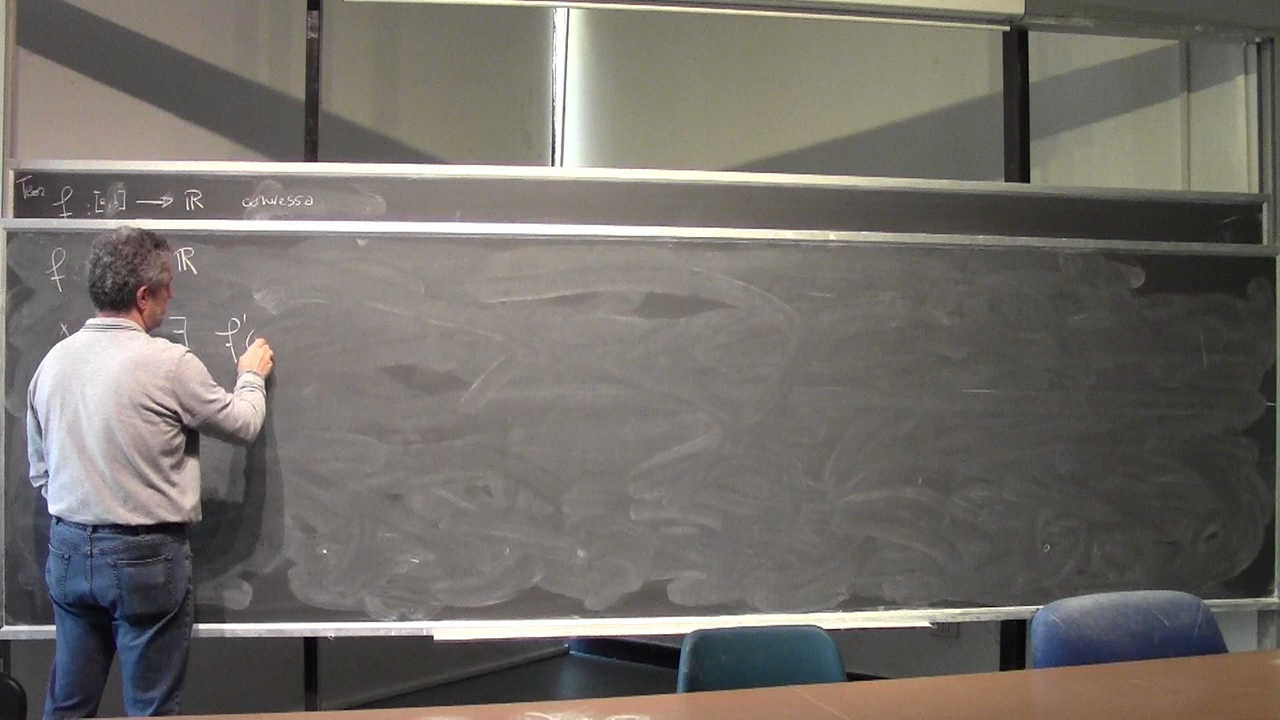 Teor f : [a,b] → ℝ convessa
f : ℝ
x ∃ f'(